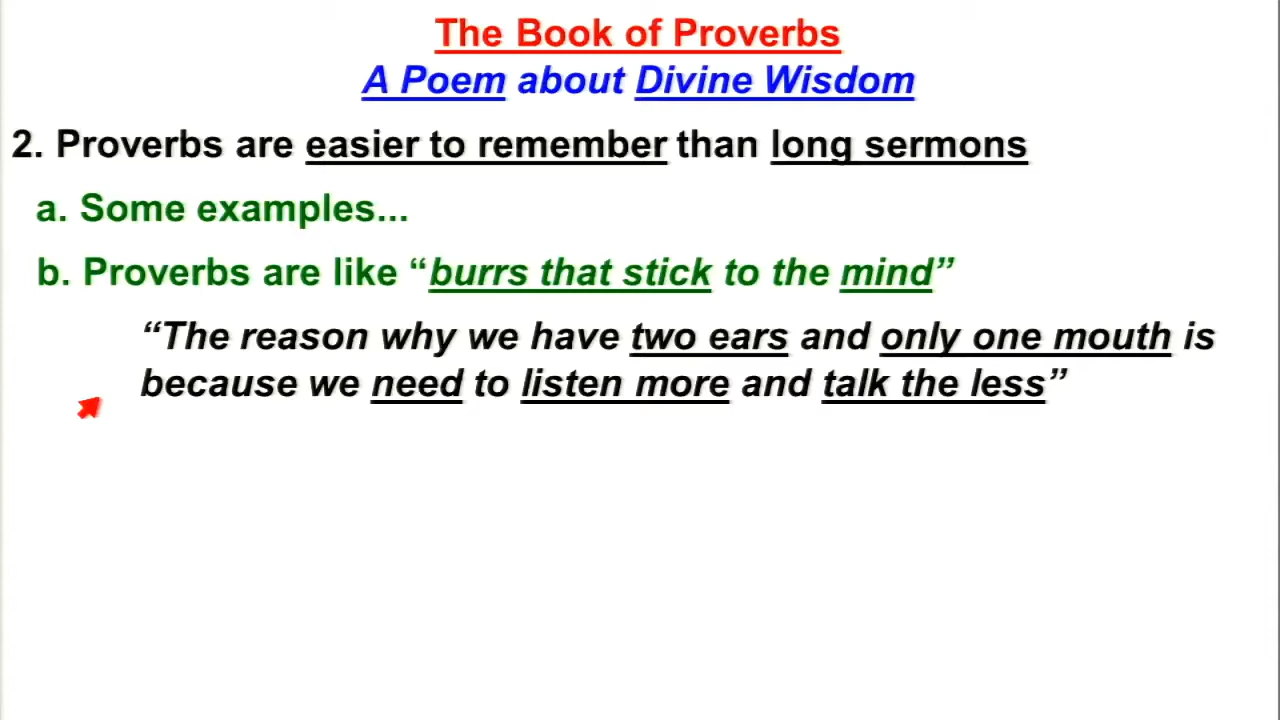 The Book of Proverbs
A Poem about Divine Wisdom
2. Proverbs are easier to remember than long sermons
a. Some examples...
b. Proverbs are like “burrs that stick to the mind”
“The reason why we have two ears and only one mouth is
because we need to listen more and talk the less”